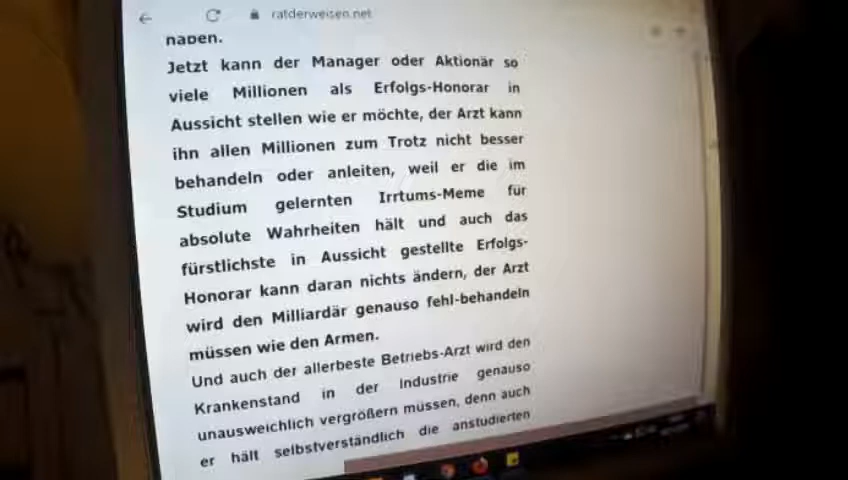 ratderweisen.net
haben.
Jetzt kann der Manager oder Aktionär so
viele Millionen als Erfolgs-Honorar in
Aussicht stellen wie er möchte, der Arzt kann
ihn allen Millionen zum Trotz nicht besser
behandeln oder anleiten, weil er die im
Studium gelernten Irrtums-Meme für
absolute Wahrheiten hält und auch das
fürstlichste in Aussicht gestellte Erfolgs-
Honorar kann daran nichts ändern, der Arzt
wird den Milliardär genauso fehl-behandeln
müssen wie den Armen.
Und auch der allerbeste Betriebs-Arzt wird den
Krankenstand in der Industrie genauso
unausweichlich vergrößern müssen, denn auch
er hält selbstverständlich die anstudierten